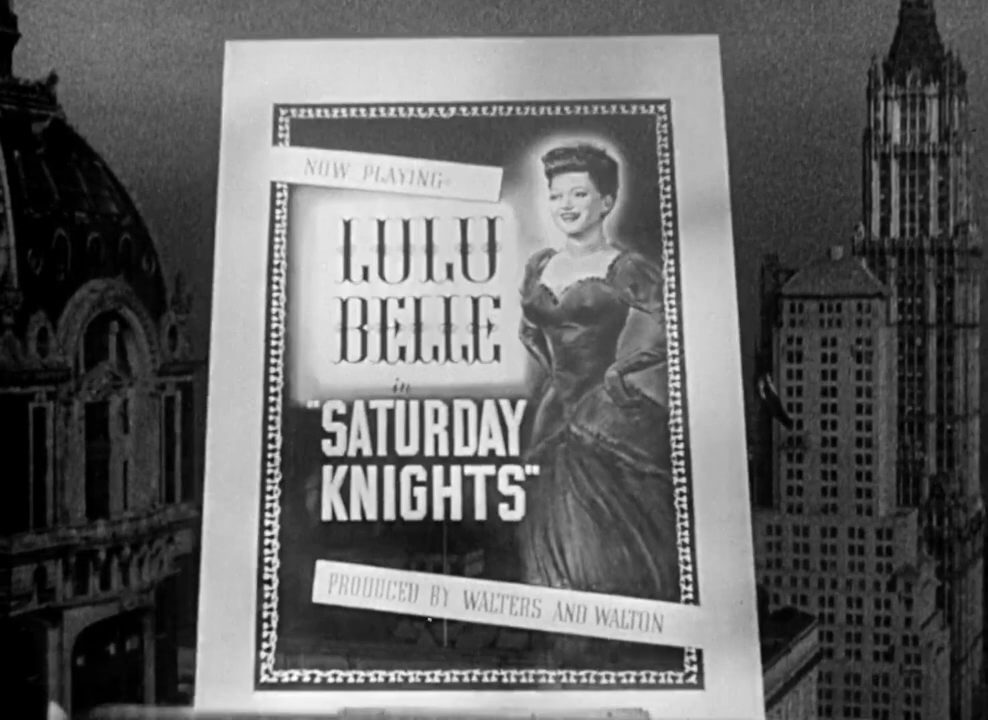 NOW PLAYING
LULU
BELLE
in
"SATURDAY
KNIGHTS"
PRODUCED BY WALTERS AND WALTON